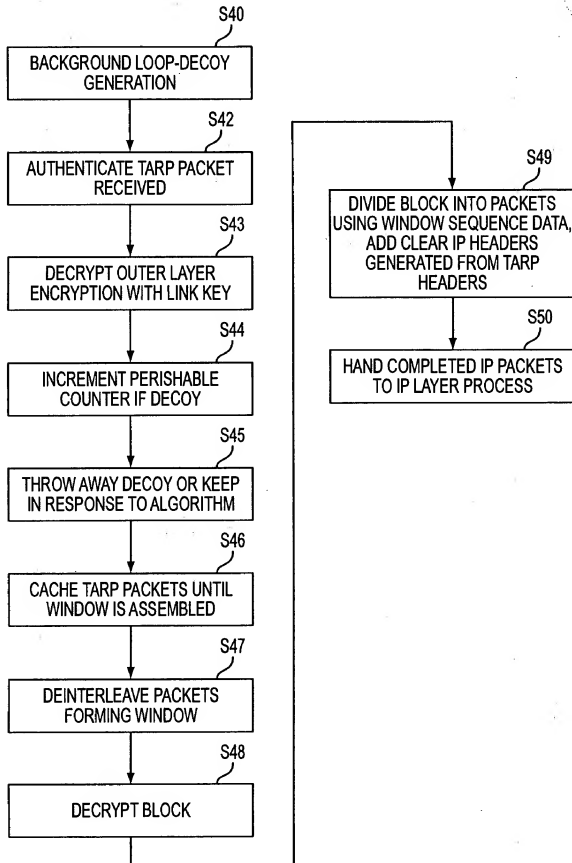 S40
BACKGROUND LOOP-DECOY
GENERATION
S42
AUTHENTICATE TARP PACKET
RECEIVED
S43
DECRYPT OUTER LAYER
ENCRYPTION WITH LINK KEY
S44
INCREMENT PERISHABLE
COUNTER IF DECOY
S45
THROW AWAY DECOY OR KEEP
IN RESPONSE TO ALGORITHM
S46
CACHE TARP PACKETS UNTIL
WINDOW IS ASSEMBLED
S47
DEINTERLEAVE PACKETS
FORMING WINDOW
S48
DECRYPT BLOCK
S49
DIVIDE BLOCK INTO PACKETS
USING WINDOW SEQUENCE DATA,
ADD CLEAR IP HEADERS
GENERATED FROM TARP
HEADERS
S50
HAND COMPLETED IP PACKETS
TO IP LAYER PROCESS